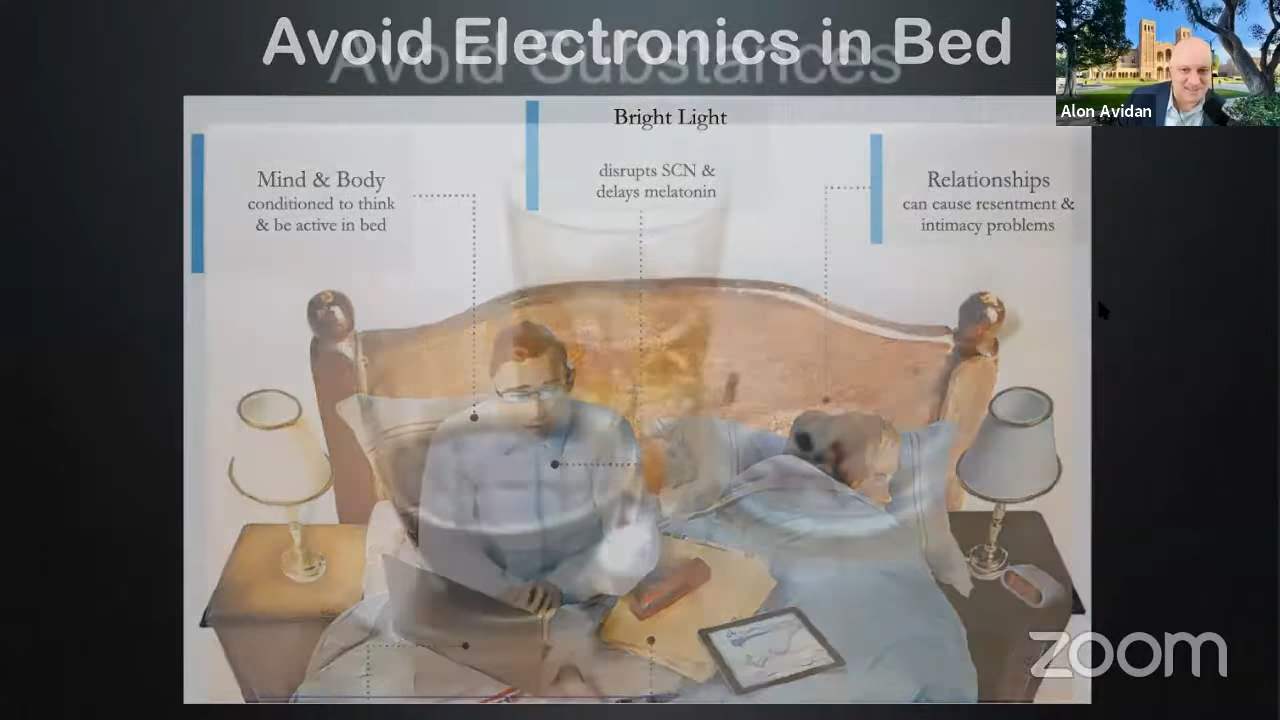 Avoid Electronics in Bed
Avoid Substances
Alon Avidan
Bright Light
disrupts SCN &
delays melatonin
Mind & Body
conditioned to think
& be active in bed
Relationships
can cause resentment &
intimacy problems
zoom